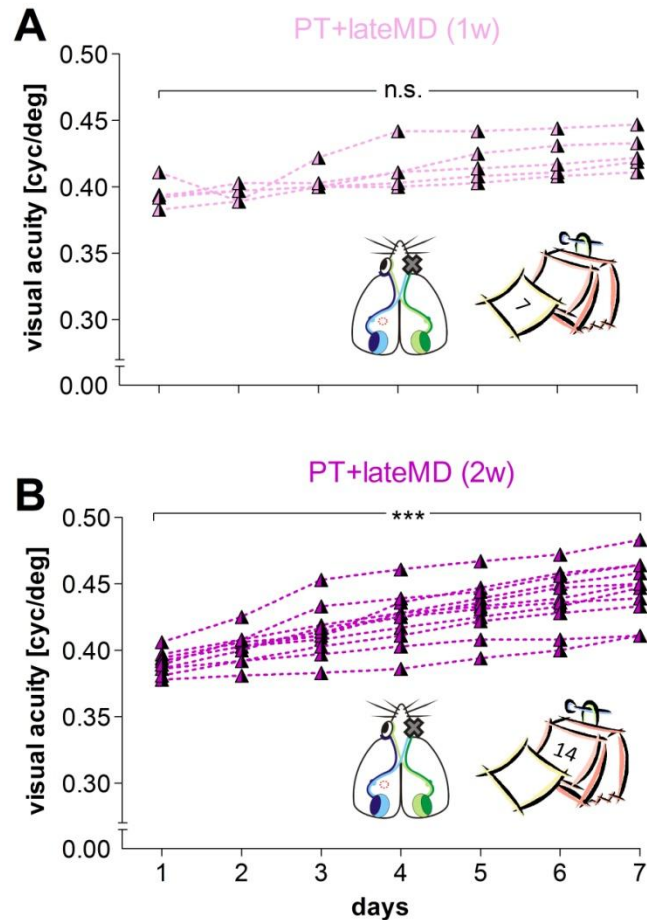 A
PT+lateMD (1w)
n.s.
visual acuity [cyc/deg]
0.50
0.45
0.40
0.35
0.30
0.00
7
B
PT+lateMD (2w)
***
visual acuity [cyc/deg]
0.50
0.45
0.40
0.35
0.30
0.00
14
1 2 3 4 5 6 7
days